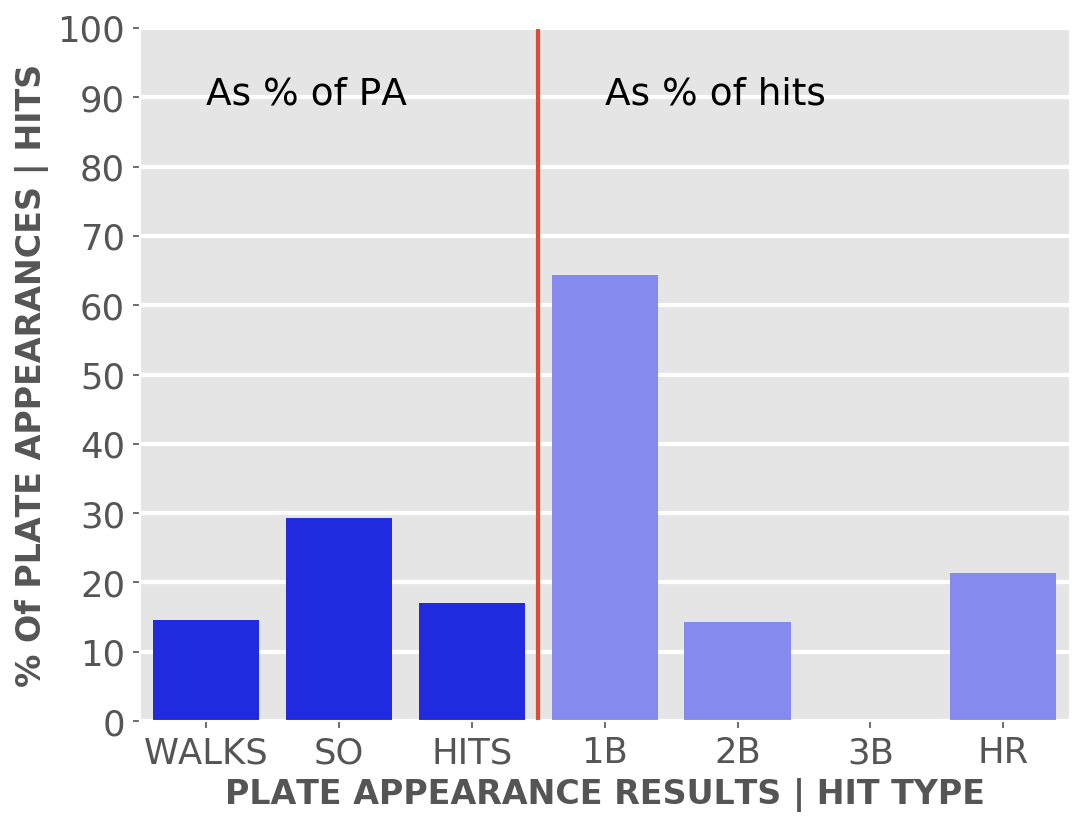 100
90
80
70
60
50
40
30
20
10
0
% Of PLATE APPEARANCES | HITS
As % of PA
As % of hits
WALKS SO HITS 1B 2B 3B HR
PLATE APPEARANCE RESULTS | HIT TYPE